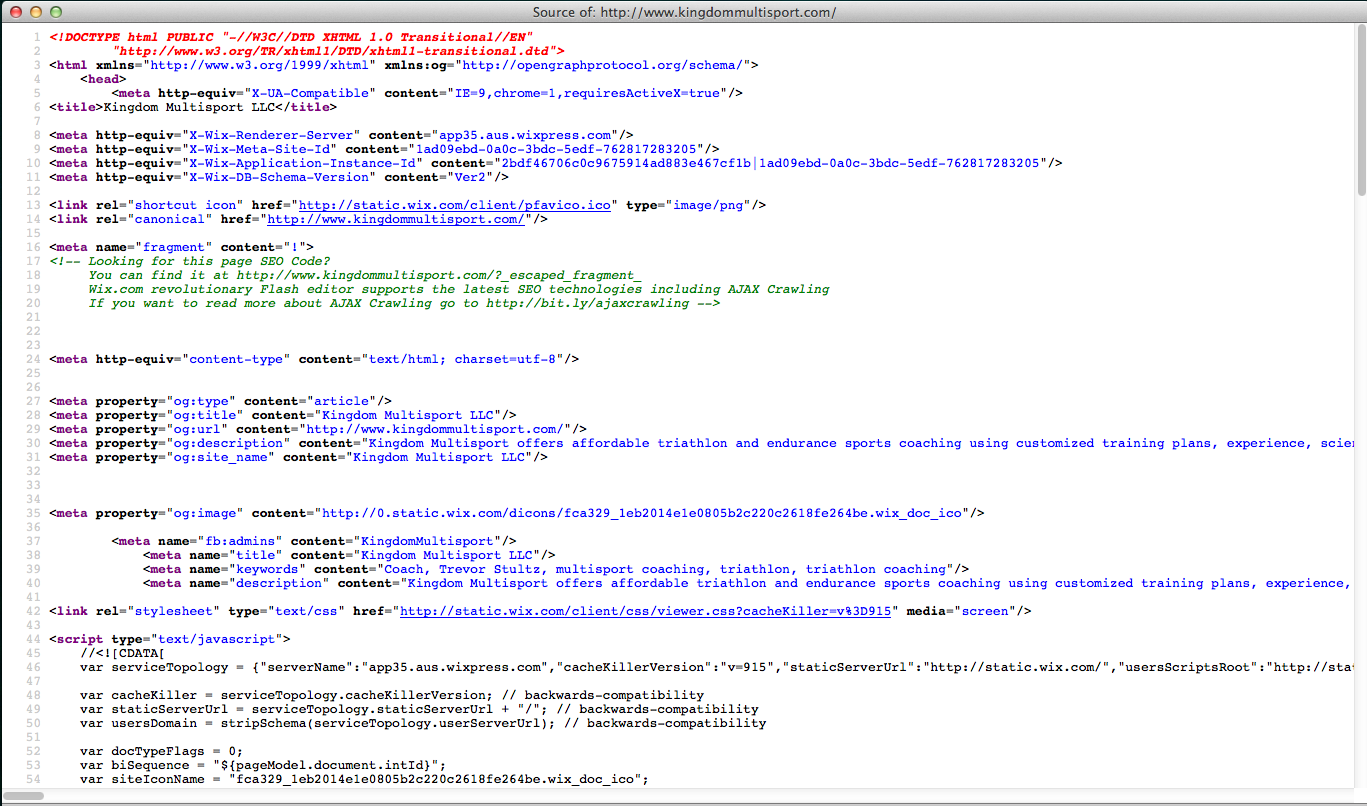 Source of: http://www.kingdommultisport.com/
1 <!DOCTYPE html PUBLIC "-//W3C//DTD XHTML 1.0 Transitional//EN"
2 "http://www.w3.org/TR/xhtml1/DTD/xhtml1-transitional.dtd">
3 <html xmlns="http://www.w3.org/1999/xhtml" xmlns:og="http://opengraphprotocol.org/schema/">
4 <head>
5 <meta http-equiv="X-UA-Compatible" content="IE=9,chrome=1,requiresActiveX=true"/>
6 <title>Kingdom Multisport LLC</title>
7
8 <meta http-equiv="X-Wix-Renderer-Server" content="app35.aus.wixpress.com"/>
9 <meta http-equiv="X-Wix-Meta-Site-Id" content="1ad09ebd-0a0c-3bdc-5edf-762817283205"/>
10 <meta http-equiv="X-Wix-Application-Instance-Id" content="2bdf46706c0c9675914ad883e467cf1b|1ad09ebd-0a0c-3bdc-5edf-762817283205"/>
11 <meta http-equiv="X-Wix-DB-Schema-Version" content="Ver2"/>
12
13 <link rel="shortcut icon" href="http://static.wix.com/client/pfavico.ico" type="image/png"/>
14 <link rel="canonical" href="http://www.kingdommultisport.com/"/>
15
16 <meta name="fragment" content="!">
17 <!-- Looking for this page SEO Code?
18 You can find it at http://www.kingdommultisport.com/?_escaped_fragment_
19 Wix.com revolutionary Flash editor supports the latest SEO technologies including AJAX Crawling
20 If you want to read more about AJAX Crawling go to http://bit.ly/ajaxcrawling -->
21
22
23
24 <meta http-equiv="content-type" content="text/html; charset=utf-8"/>
25
26
27 <meta property="og:type" content="article"/>
28 <meta property="og:title" content="Kingdom Multisport LLC"/>
29 <meta property="og:url" content="http://www.kingdommultisport.com/"/>
30 <meta property="og:description" content="Kingdom Multisport offers affordable triathlon and endurance sports coaching using customized training plans, experience, scien
31 <meta property="og:site_name" content="Kingdom Multisport LLC"/>
32
33
34
35 <meta property="og:image" content="http://0.static.wix.com/dicons/fca329_1eb2014e1e0805b2c220c2618fe264be.wix_doc_ico"/>
36
37 <meta name="fb:admins" content="KingdomMultisport"/>
38 <meta name="title" content="Kingdom Multisport LLC"/>
39 <meta name="keywords" content="Coach, Trevor Stultz, multisport coaching, triathlon, triathlon coaching"/>
40 <meta name="description" content="Kingdom Multisport offers affordable triathlon and endurance sports coaching using customized training plans, experience,
41
42 <link rel="stylesheet" type="text/css" href="http://static.wix.com/client/css/viewer.css?cacheKiller=v%3D915" media="screen"/>
43
44 <script type="text/javascript">
45 //<![CDATA[
46 var serviceTopology = {"serverName":"app35.aus.wixpress.com","cacheKillerVersion":"v=915","staticServerUrl":"http://static.wix.com/","usersScriptsRoot":"http://sta
47
48 var cacheKiller = serviceTopology.cacheKillerVersion; // backwards-compatibility
49 var staticServerUrl = serviceTopology.staticServerUrl + "/"; // backwards-compatibility
50 var usersDomain = stripSchema(serviceTopology.userServerUrl); // backwards-compatibility
51
52 var docTypeFlags = 0;
53 var biSequence = "${pageModel.document.intId}";
54 var siteIconName = "fca329_1eb2014e1e0805b2c220c2618fe264be.wix_doc_ico";